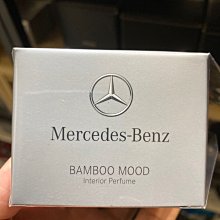 Mercedes-Benz
BAMBOO MOOD
Interior Perfume